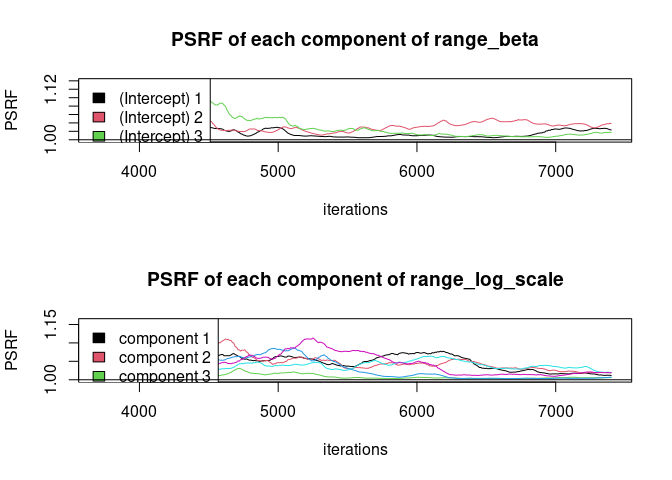 PSRF of each component of range_beta
PSRF
1.00 1.12
(Intercept) 1
(Intercept) 2
(Intercept) 3
4000 5000 6000 7000
iterations
PSRF of each component of range_log_scale
PSRF
1.00 1.15
component 1
component 2
component 3
4000 5000 6000 7000
iterations